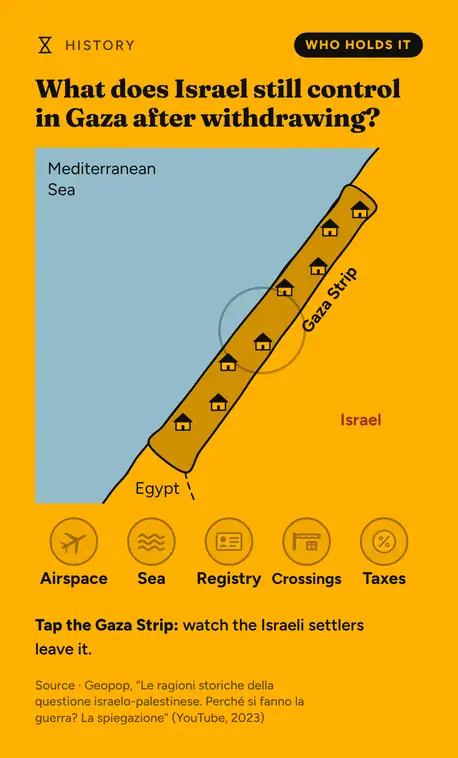 HISTORY
WHO HOLDS IT
What does Israel still control
in Gaza after withdrawing?
Mediterranean
Sea
Gaza Strip
Israel
Egypt
Airspace
Sea
Registry
Crossings
Taxes
Tap the Gaza Strip: watch the Israeli settlers
leave it.
Source · Geopop, “Le ragioni storiche della
questione israelo-palestinese. Perché si fanno la
guerra? La spiegazione” (YouTube, 2023)